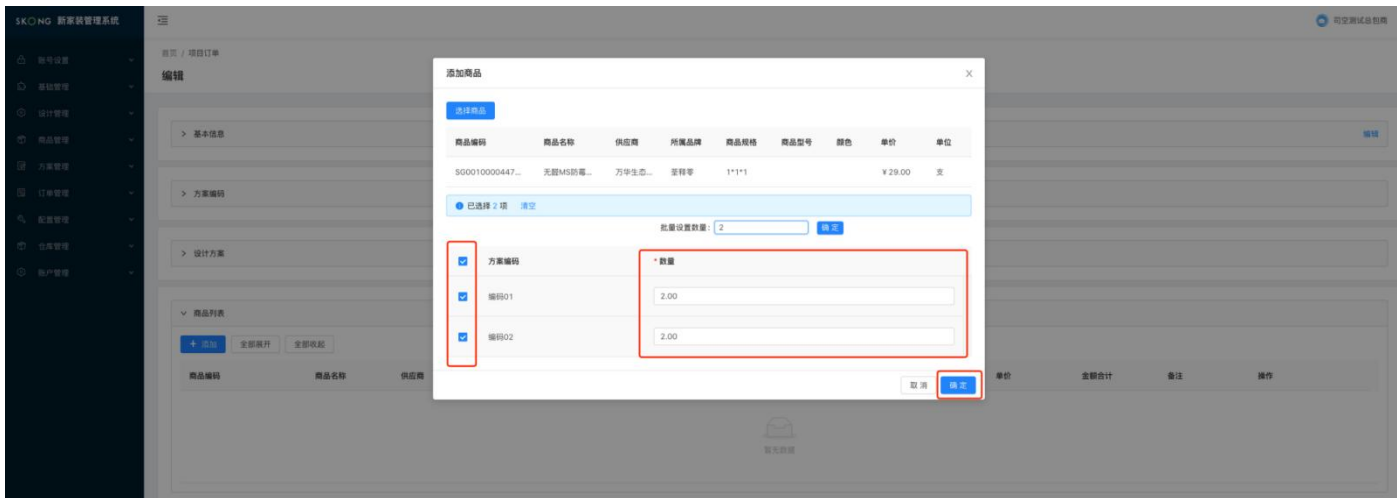 SKONG 新家装管理系统
司空测试总包商
账号设置
基础管理
设计管理
商品管理
方案管理
订单管理
配置管理
仓库管理
账户管理
首页 / 项目订单
编辑
> 基本信息
编辑
> 方案编码
> 设计方案
商品列表
+ 添加 全部展开 全部收起
商品编码 商品名称 供应商 单价 金额合计 备注 操作
暂无数据
添加商品
选择商品
商品编码 商品名称 供应商 所属品牌 商品规格 商品型号 颜色 单价 单位
SG0010000447... 无醛MS防霉... 万华生态... 1*1*1 ¥29.00 支
已选择 2 项 清空
批量设置数量: 2 确定
方案编码 * 数量
编码01 2.00
编码02 2.00
取消 确定